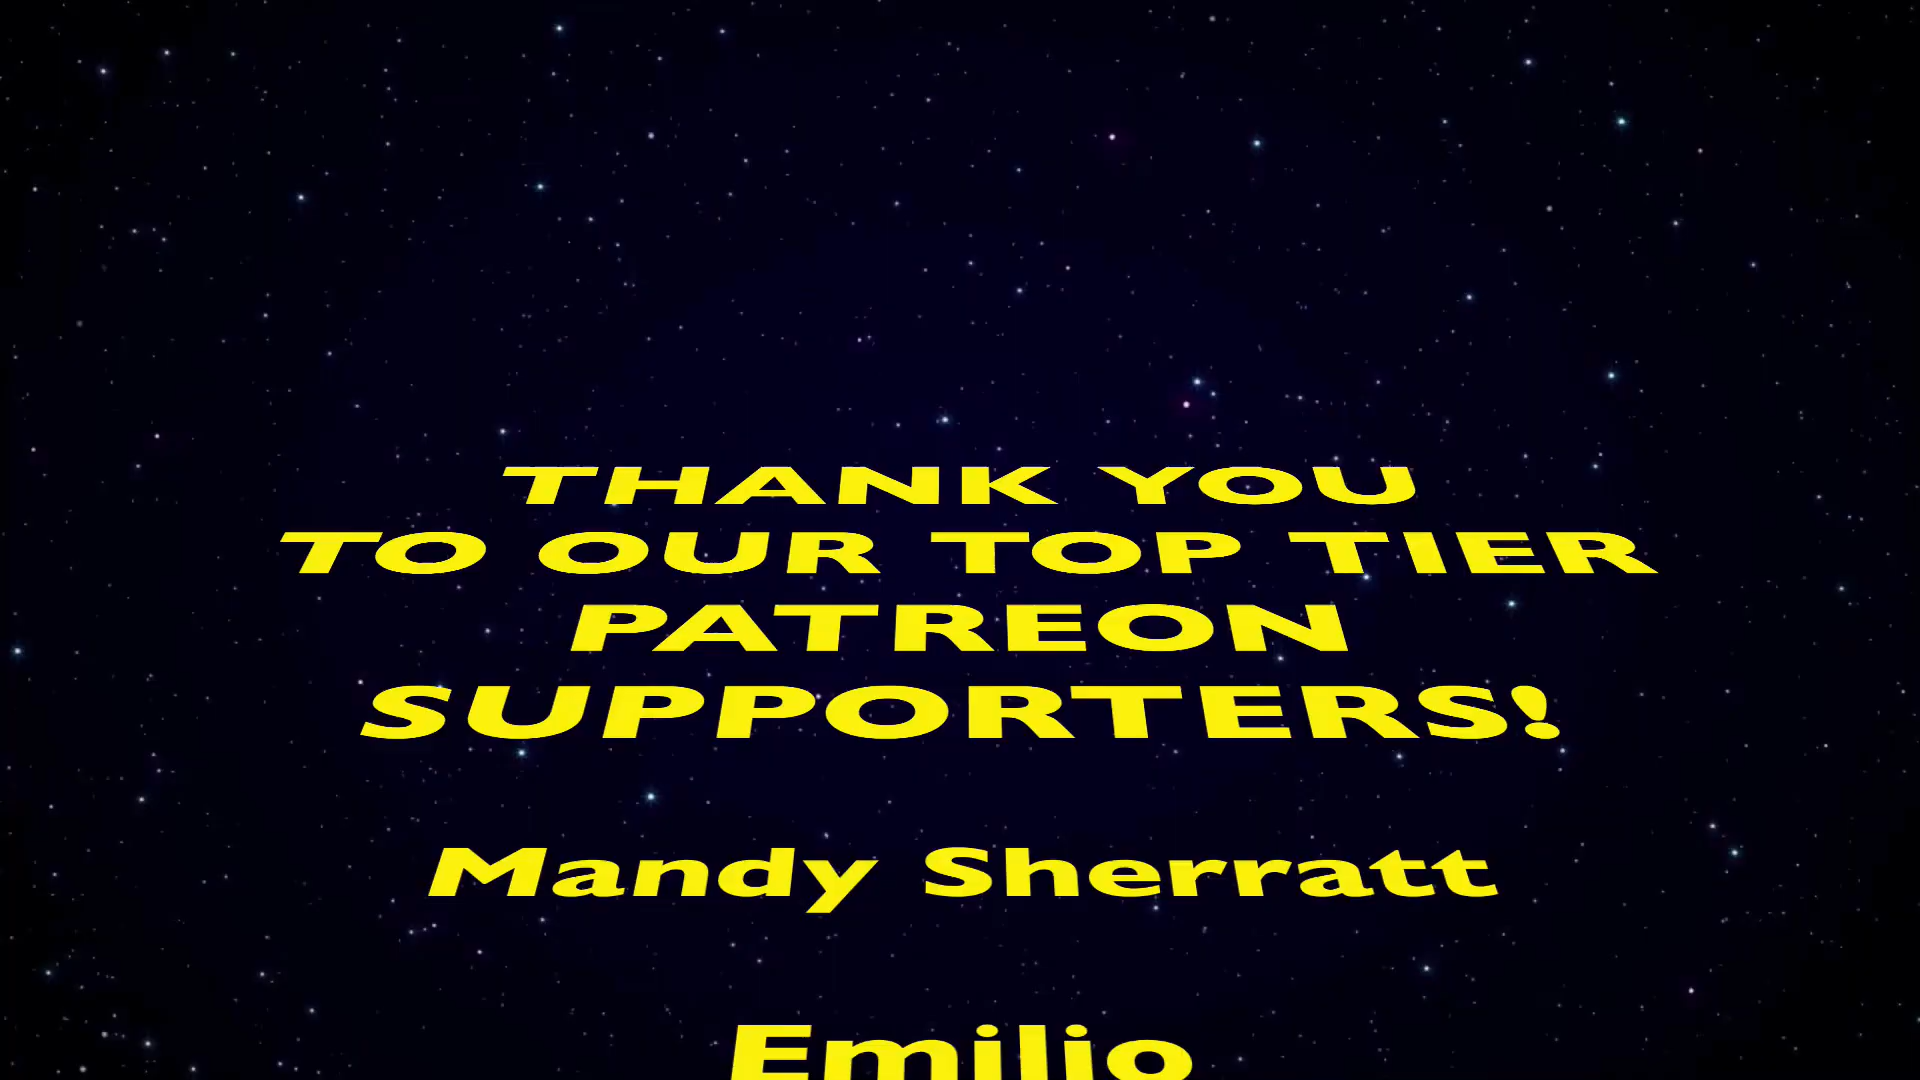 THANK YOU
TO OUR TOP TIER
PATREON
SUPPORTERS!
Mandy Sherratt
Emilio